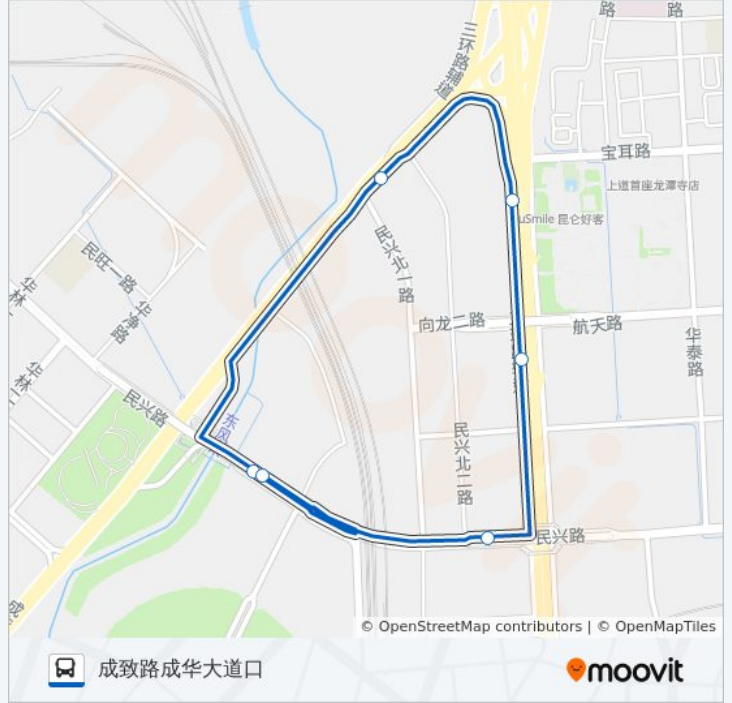 路
路
三环路辅道
宝耳路
上道首座龙潭寺店
uSmile 昆仑好客
民兴北一路
民旺一路
华净路
向龙二路
航天路
华泰路
华林二
民兴路
东风
民兴北二路
民兴路
成
© OpenStreetMap contributors | © OpenMapTiles
成致路成华大道口
moovit